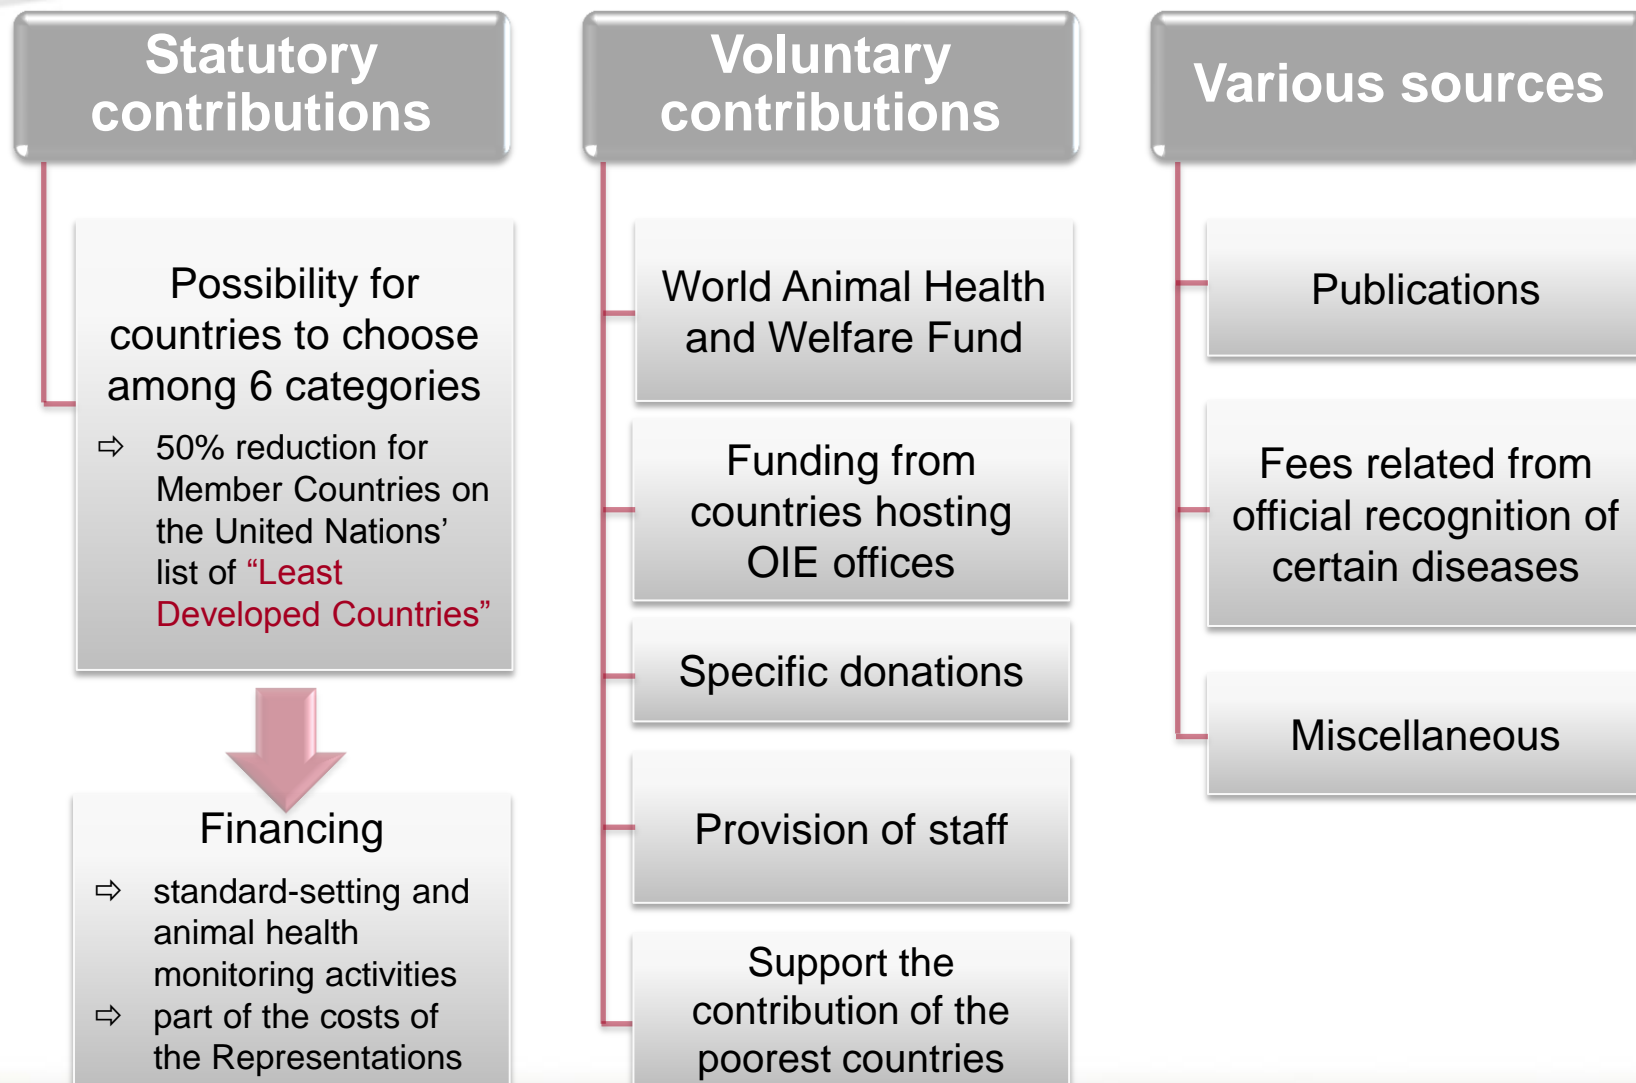 Statutory
contributions
Possibility for
countries to choose
among 6 categories
⇨ 50% reduction for
Member Countries on
the United Nations’
list of “Least
Developed Countries”
Financing
⇨ standard-setting and
animal health
monitoring activities
⇨ part of the costs of
the Representations
Voluntary
contributions
World Animal Health
and Welfare Fund
Funding from
countries hosting
OIE offices
Specific donations
Provision of staff
Support the
contribution of the
poorest countries
Various sources
Publications
Fees related from
official recognition of
certain diseases
Miscellaneous